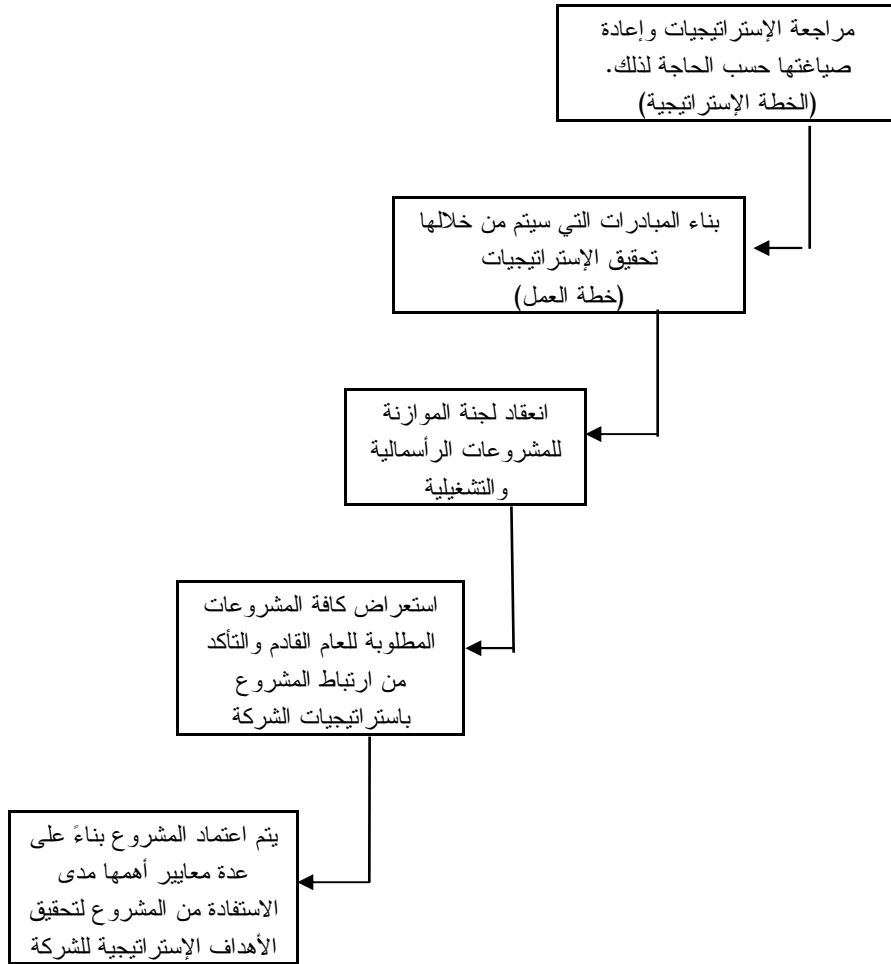 مراجعة الإستراتيجيات وإعادة
صياغتها حسب الحاجة لذلك.
(الخطة الإستراتيجية)
بناء المبادرات التي سيتم من خلالها
تحقيق الإستراتيجيات
(خطة العمل)
انعقاد لجنة الموازنة
للمشروعات الرأسمالية
والتشغيلية
استعراض كافة المشروعات
المطلوبة للعام القادم والتأكد
من ارتباط المشروع
باستراتيجيات الشركة
يتم اعتماد المشروع بناءً على
عدة معايير أهمها مدى
الاستفادة من المشروع لتحقيق
الأهداف الإستراتيجية للشركة